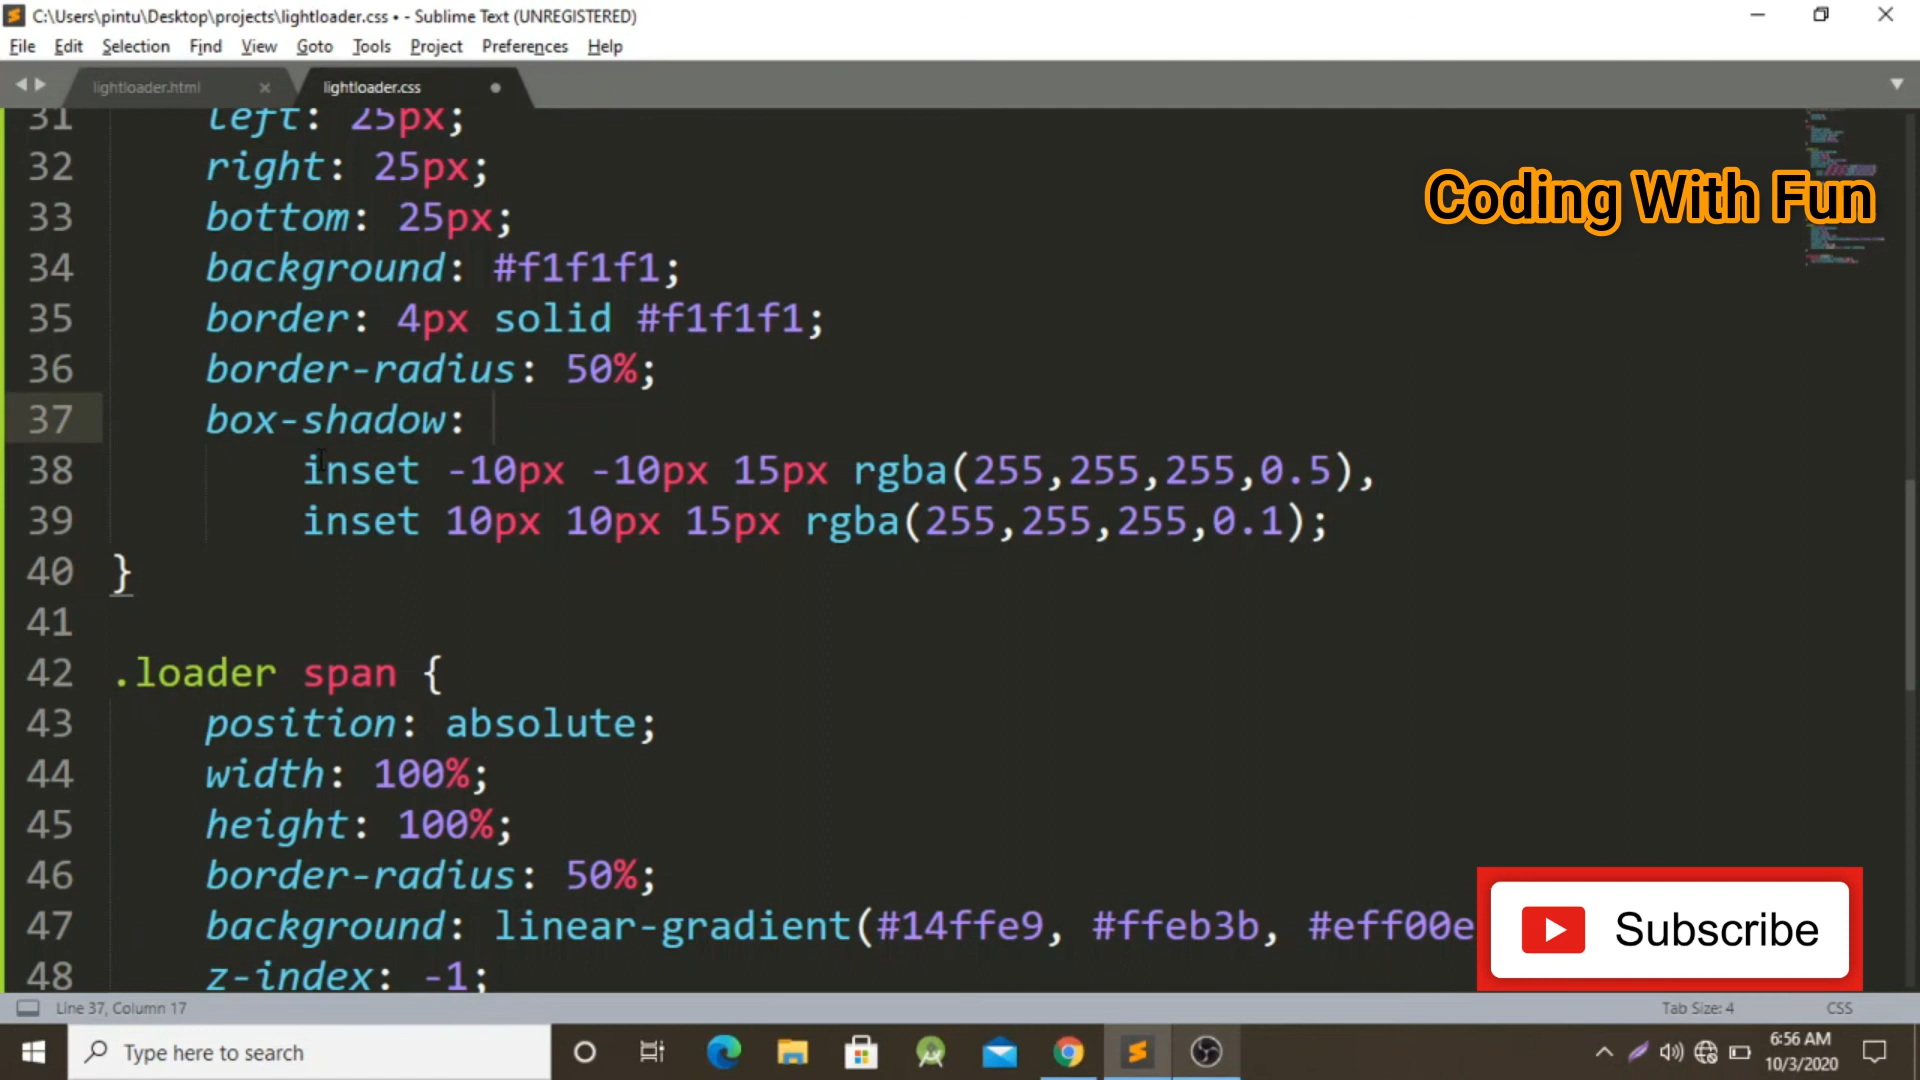 C:\Users\pintu\Desktop\projects\lightloader.css • - Sublime Text (UNREGISTERED)
File Edit Selection Find View Goto Tools Project Preferences Help
lightloader.html × lightloader.css
31 left: 25px;
32 right: 25px;
33 bottom: 25px;
34 background: #f1f1f1;
35 border: 4px solid #f1f1f1;
36 border-radius: 50%;
37 box-shadow:
38 inset -10px -10px 15px rgba(255,255,255,0.5),
39 inset 10px 10px 15px rgba(255,255,255,0.1);
40 }
41
42 .loader span {
43 position: absolute;
44 width: 100%;
45 height: 100%;
46 border-radius: 50%;
47 background: linear-gradient(#14ffe9, #ffeb3b, #eff00e
48 z-index: -1;
Coding With Fun
Subscribe
Line 37, Column 17 Tab Size: 4 CSS
Type here to search
6:56 AM
10/3/2020